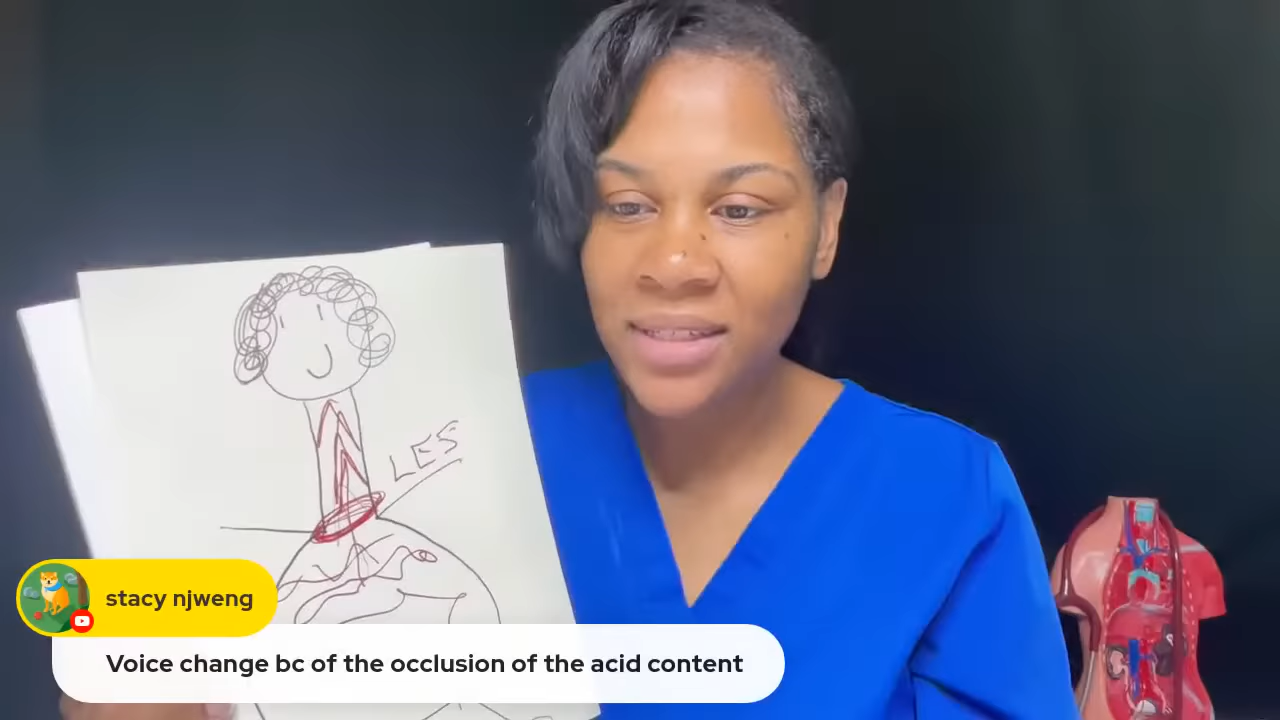 LES
stacy njweng
Voice change bc of the occlusion of the acid content